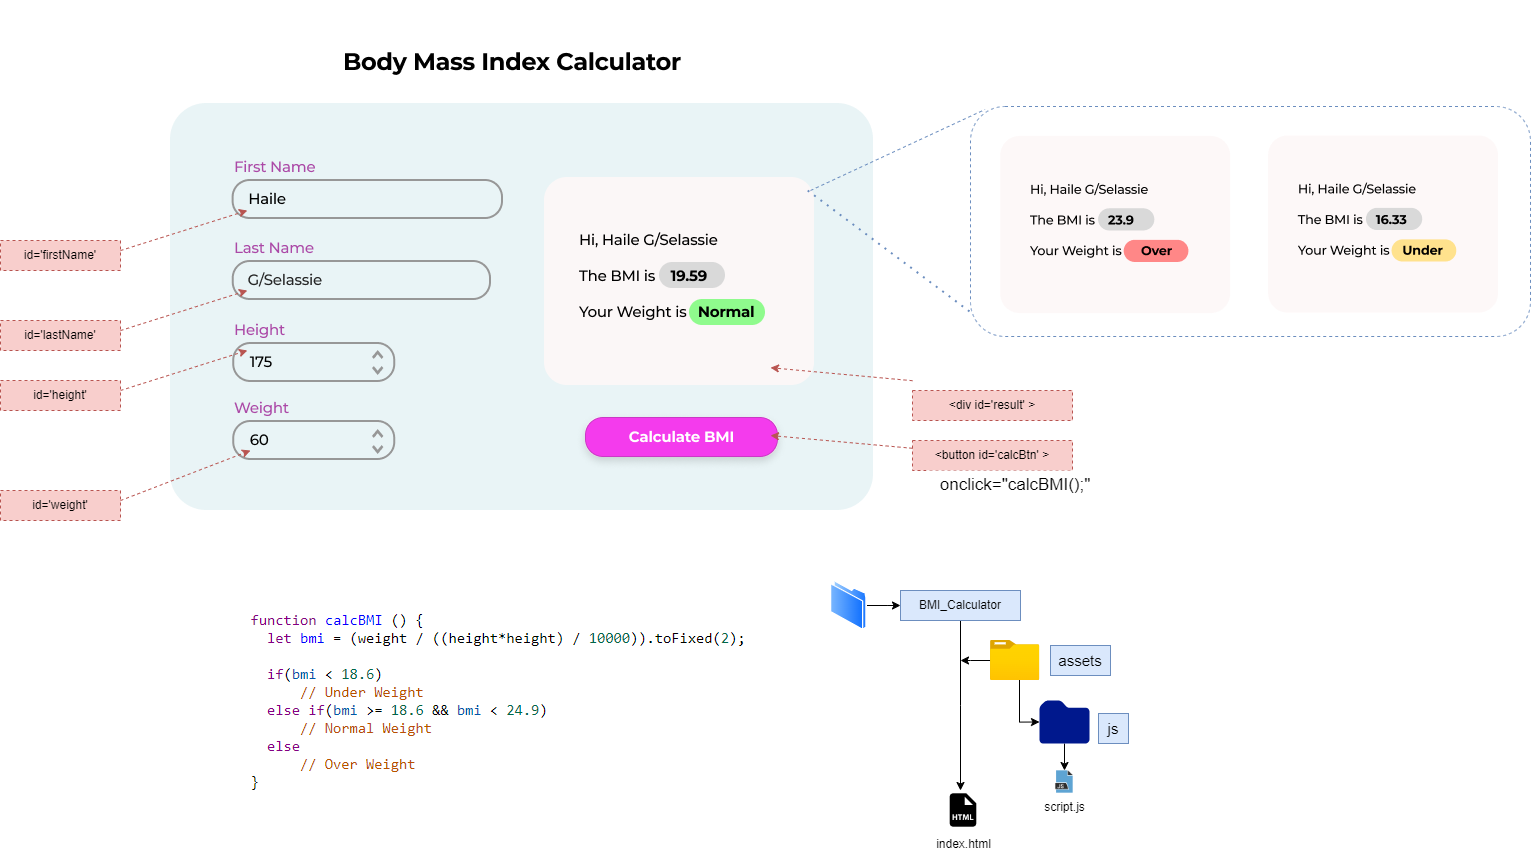 Body Mass Index Calculator
First Name
Haile
id='firstName'
Last Name
G/Selassie
id='lastName'
Height
175
id='height'
Weight
60
id='weight'
Hi, Haile G/Selassie
The BMI is 19.59
Your Weight is Normal
Calculate BMI
Hi, Haile G/Selassie
The BMI is 23.9
Your Weight is Over
Hi, Haile G/Selassie
The BMI is 16.33
Your Weight is Under
<div id='result' >
<button id='calcBtn' >
onclick="calcBMI();"
function calcBMI () {
let bmi = (weight / ((height*height) / 10000)).toFixed(2);
if(bmi < 18.6)
// Under Weight
else if(bmi >= 18.6 && bmi < 24.9)
// Normal Weight
else
// Over Weight
}
BMI_Calculator
assets
js
JS
script.js
HTML
index.html